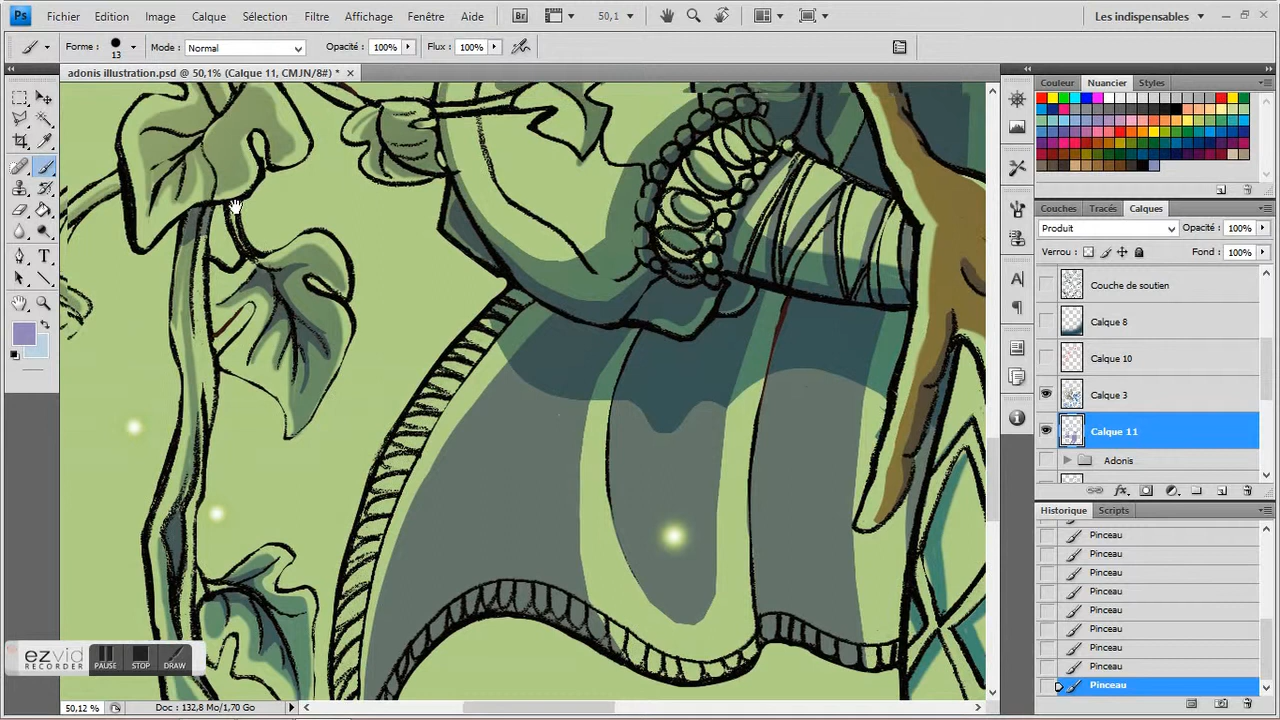 Ps Fichier Edition Image Calque Sélection Filtre Affichage Fenêtre Aide Br 50,1 Les indispensables
Forme : 13 Mode : Normal Opacité : 100% Flux : 100%
adonis illustration.psd @ 50,1% (Calque 11, CMJN/8#) * ×
Couleur Nuancier Styles
Couches Tracés Calques
Produit Opacité : 100%
Verrou : Fond : 100%
Couche de soutien
Calque 8
Calque 10
Calque 3
Calque 11
Adonis
Historique Scripts
Pinceau
Pinceau
Pinceau
Pinceau
Pinceau
Pinceau
Pinceau
Pinceau
Pinceau
ezvid
RECORDER
PAUSE STOP DRAW
50,12 % Doc : 132,8 Mo/1,70 Go